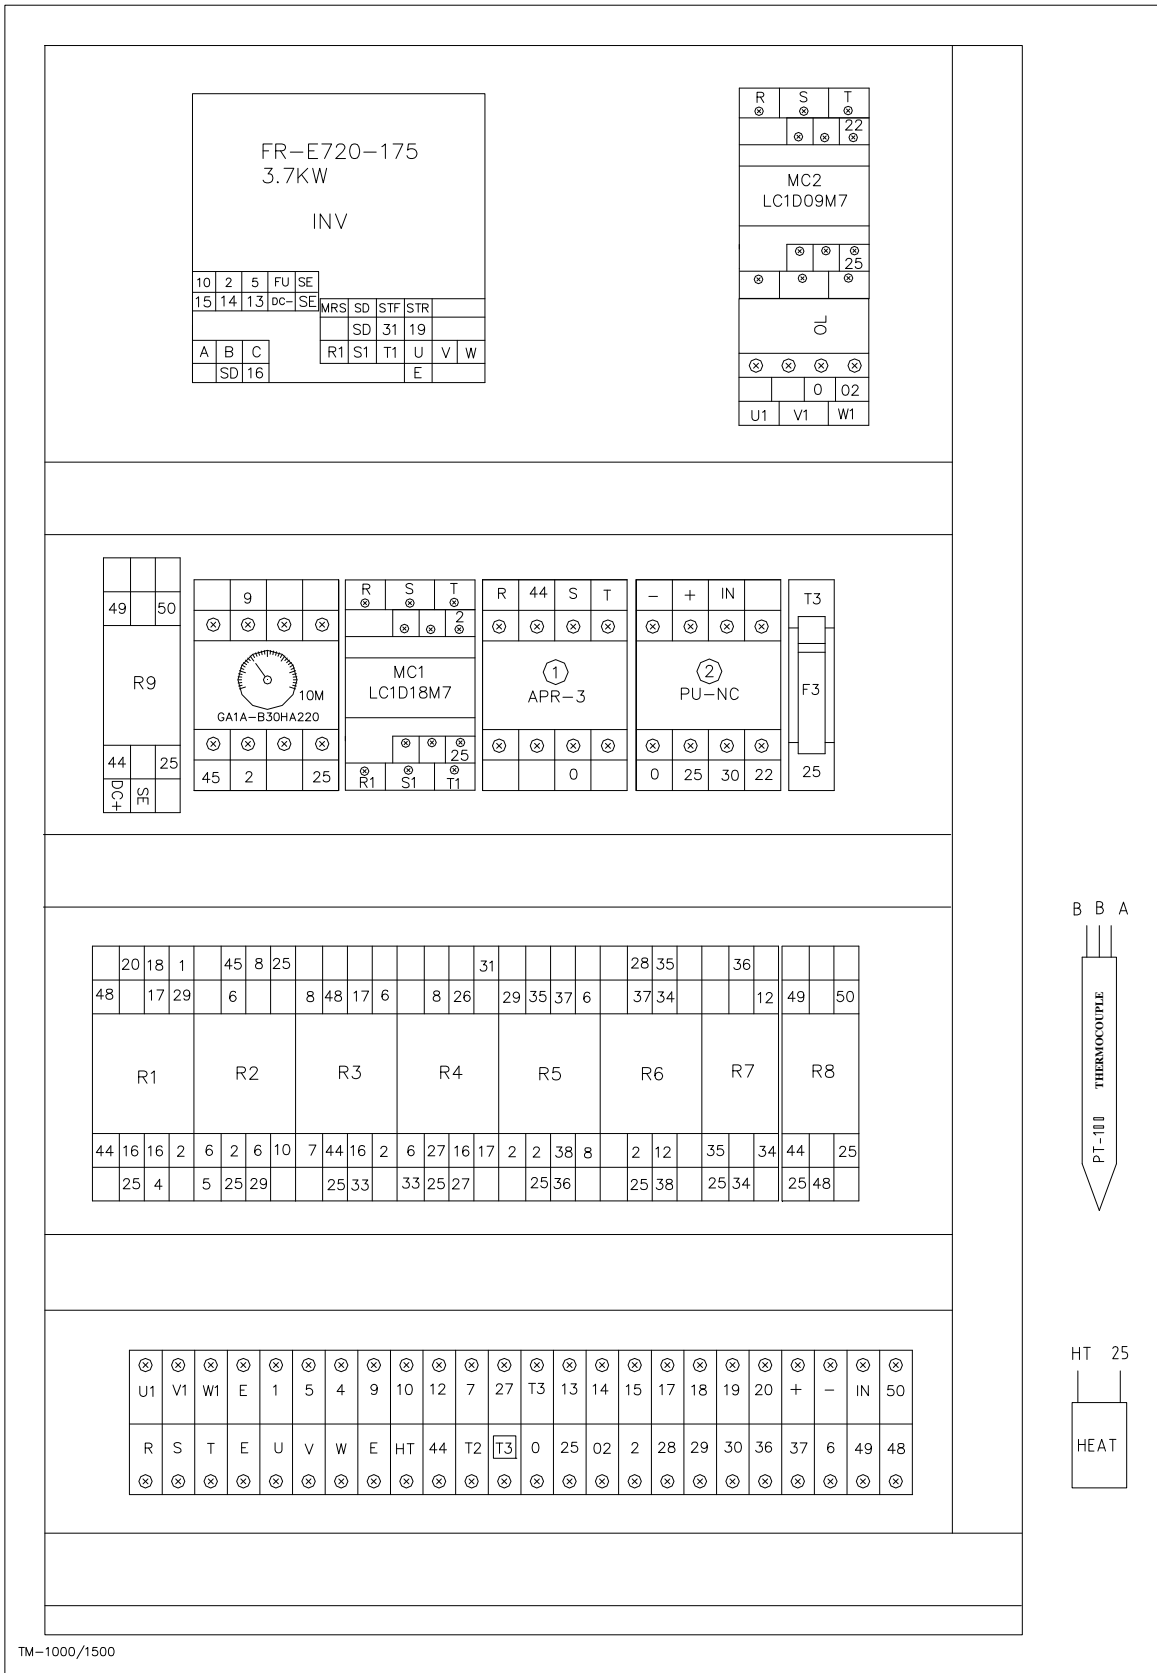 FR-E720-175
3.7KW
INV
10 2 5 FU SE
15 14 13 DC- SE
MRS SD STF STR
SD 31 19
A B C
R1 S1 T1 U V W
SD 16
E
R S T
22
MC2
LC1D09M7
25
OL
0 02
U1 V1 W1
49 50
R9
44 25
DC+ SE
9
10M
GA1A-B30HA220
45 2 25
R S T
2
MC1
LC1D18M7
25
R1 S1 T1
R 44 S T
1
APR-3
0
- + IN
2
PU-NC
0 25 30 22
T3
F3
25
20 18 1 45 8 25 31 28 35 36
48 17 29 6 8 48 17 6 8 26 29 35 37 6 37 34 12 49 50
R1 R2 R3 R4 R5 R6 R7 R8
44 16 16 2 6 2 6 10 7 44 16 2 6 27 16 17 2 2 38 8 2 12 35 34 44 25
25 4 5 25 29 25 33 33 25 27 25 36 25 38 25 34 25 48
B B A
THERMOCOUPLE
PT-100
U1 V1 W1 E 1 5 4 9 10 12 7 27 T3 13 14 15 17 18 19 20 + - IN 50
R S T E U V W E HT 44 T2 T3 0 25 02 2 28 29 30 36 37 6 49 48
HT 25
HEAT
TM-1000/1500